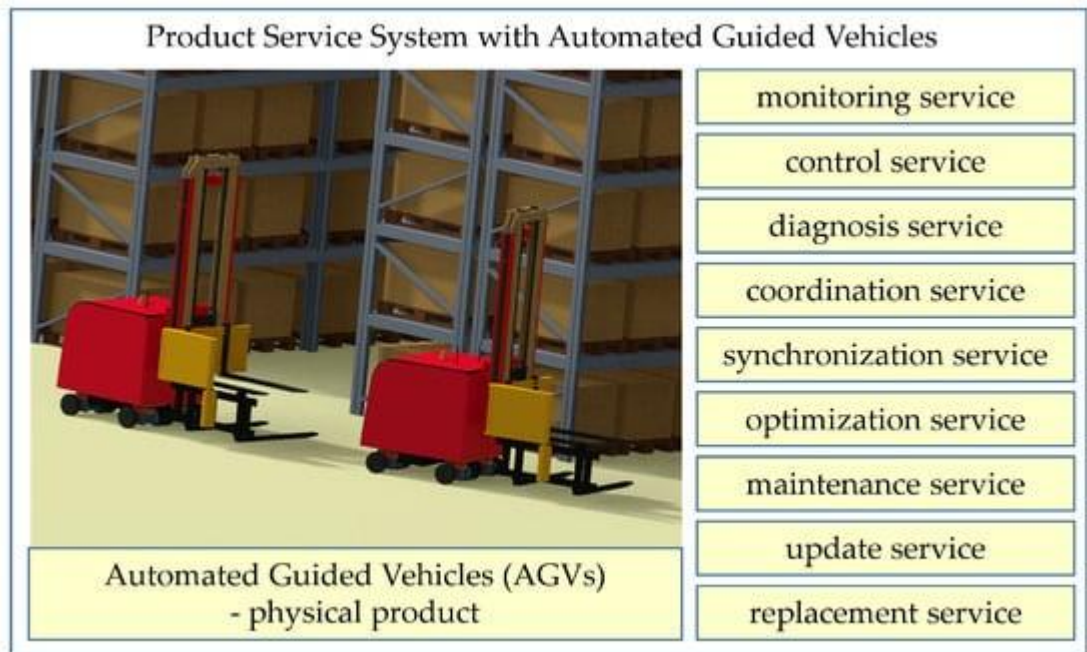 Product Service System with Automated Guided Vehicles
monitoring service
control service
diagnosis service
coordination service
synchronization service
optimization service
maintenance service
update service
replacement service
Automated Guided Vehicles (AGVs)
- physical product